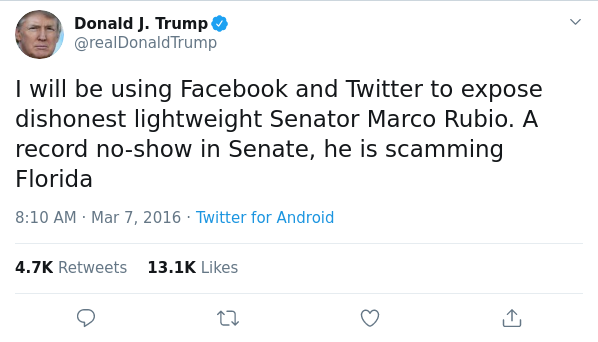 Donald J. Trump
@realDonaldTrump
I will be using Facebook and Twitter to expose
dishonest lightweight Senator Marco Rubio. A
record no-show in Senate, he is scamming
Florida
8:10 AM · Mar 7, 2016 · Twitter for Android
4.7K Retweets 13.1K Likes